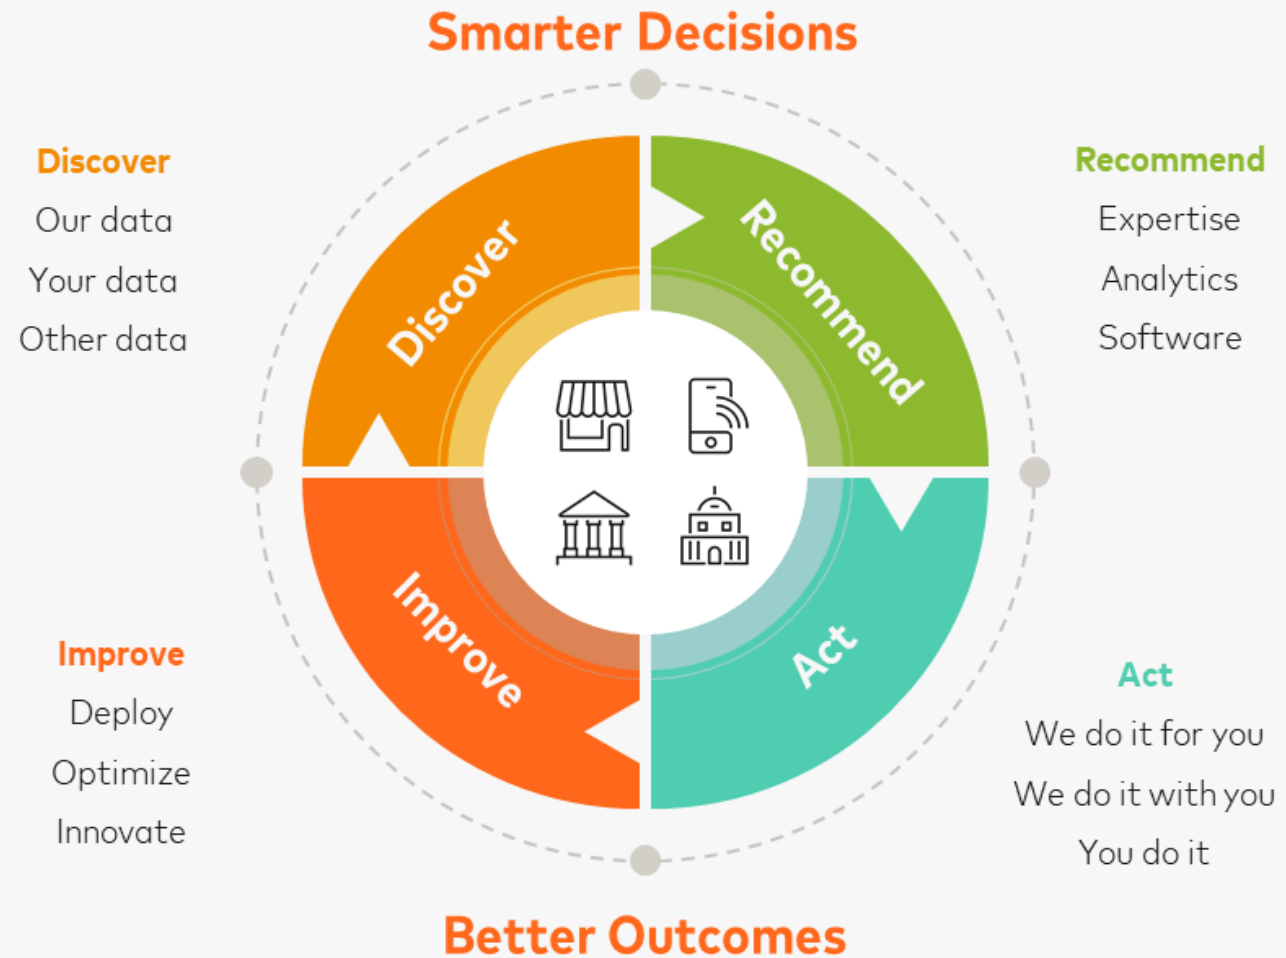 Smarter Decisions
Discover
Our data
Your data
Other data
Recommend
Expertise
Analytics
Software
Discover
Recommend
Improve
Act
Improve
Deploy
Optimize
Innovate
Act
We do it for you
We do it with you
You do it
Better Outcomes